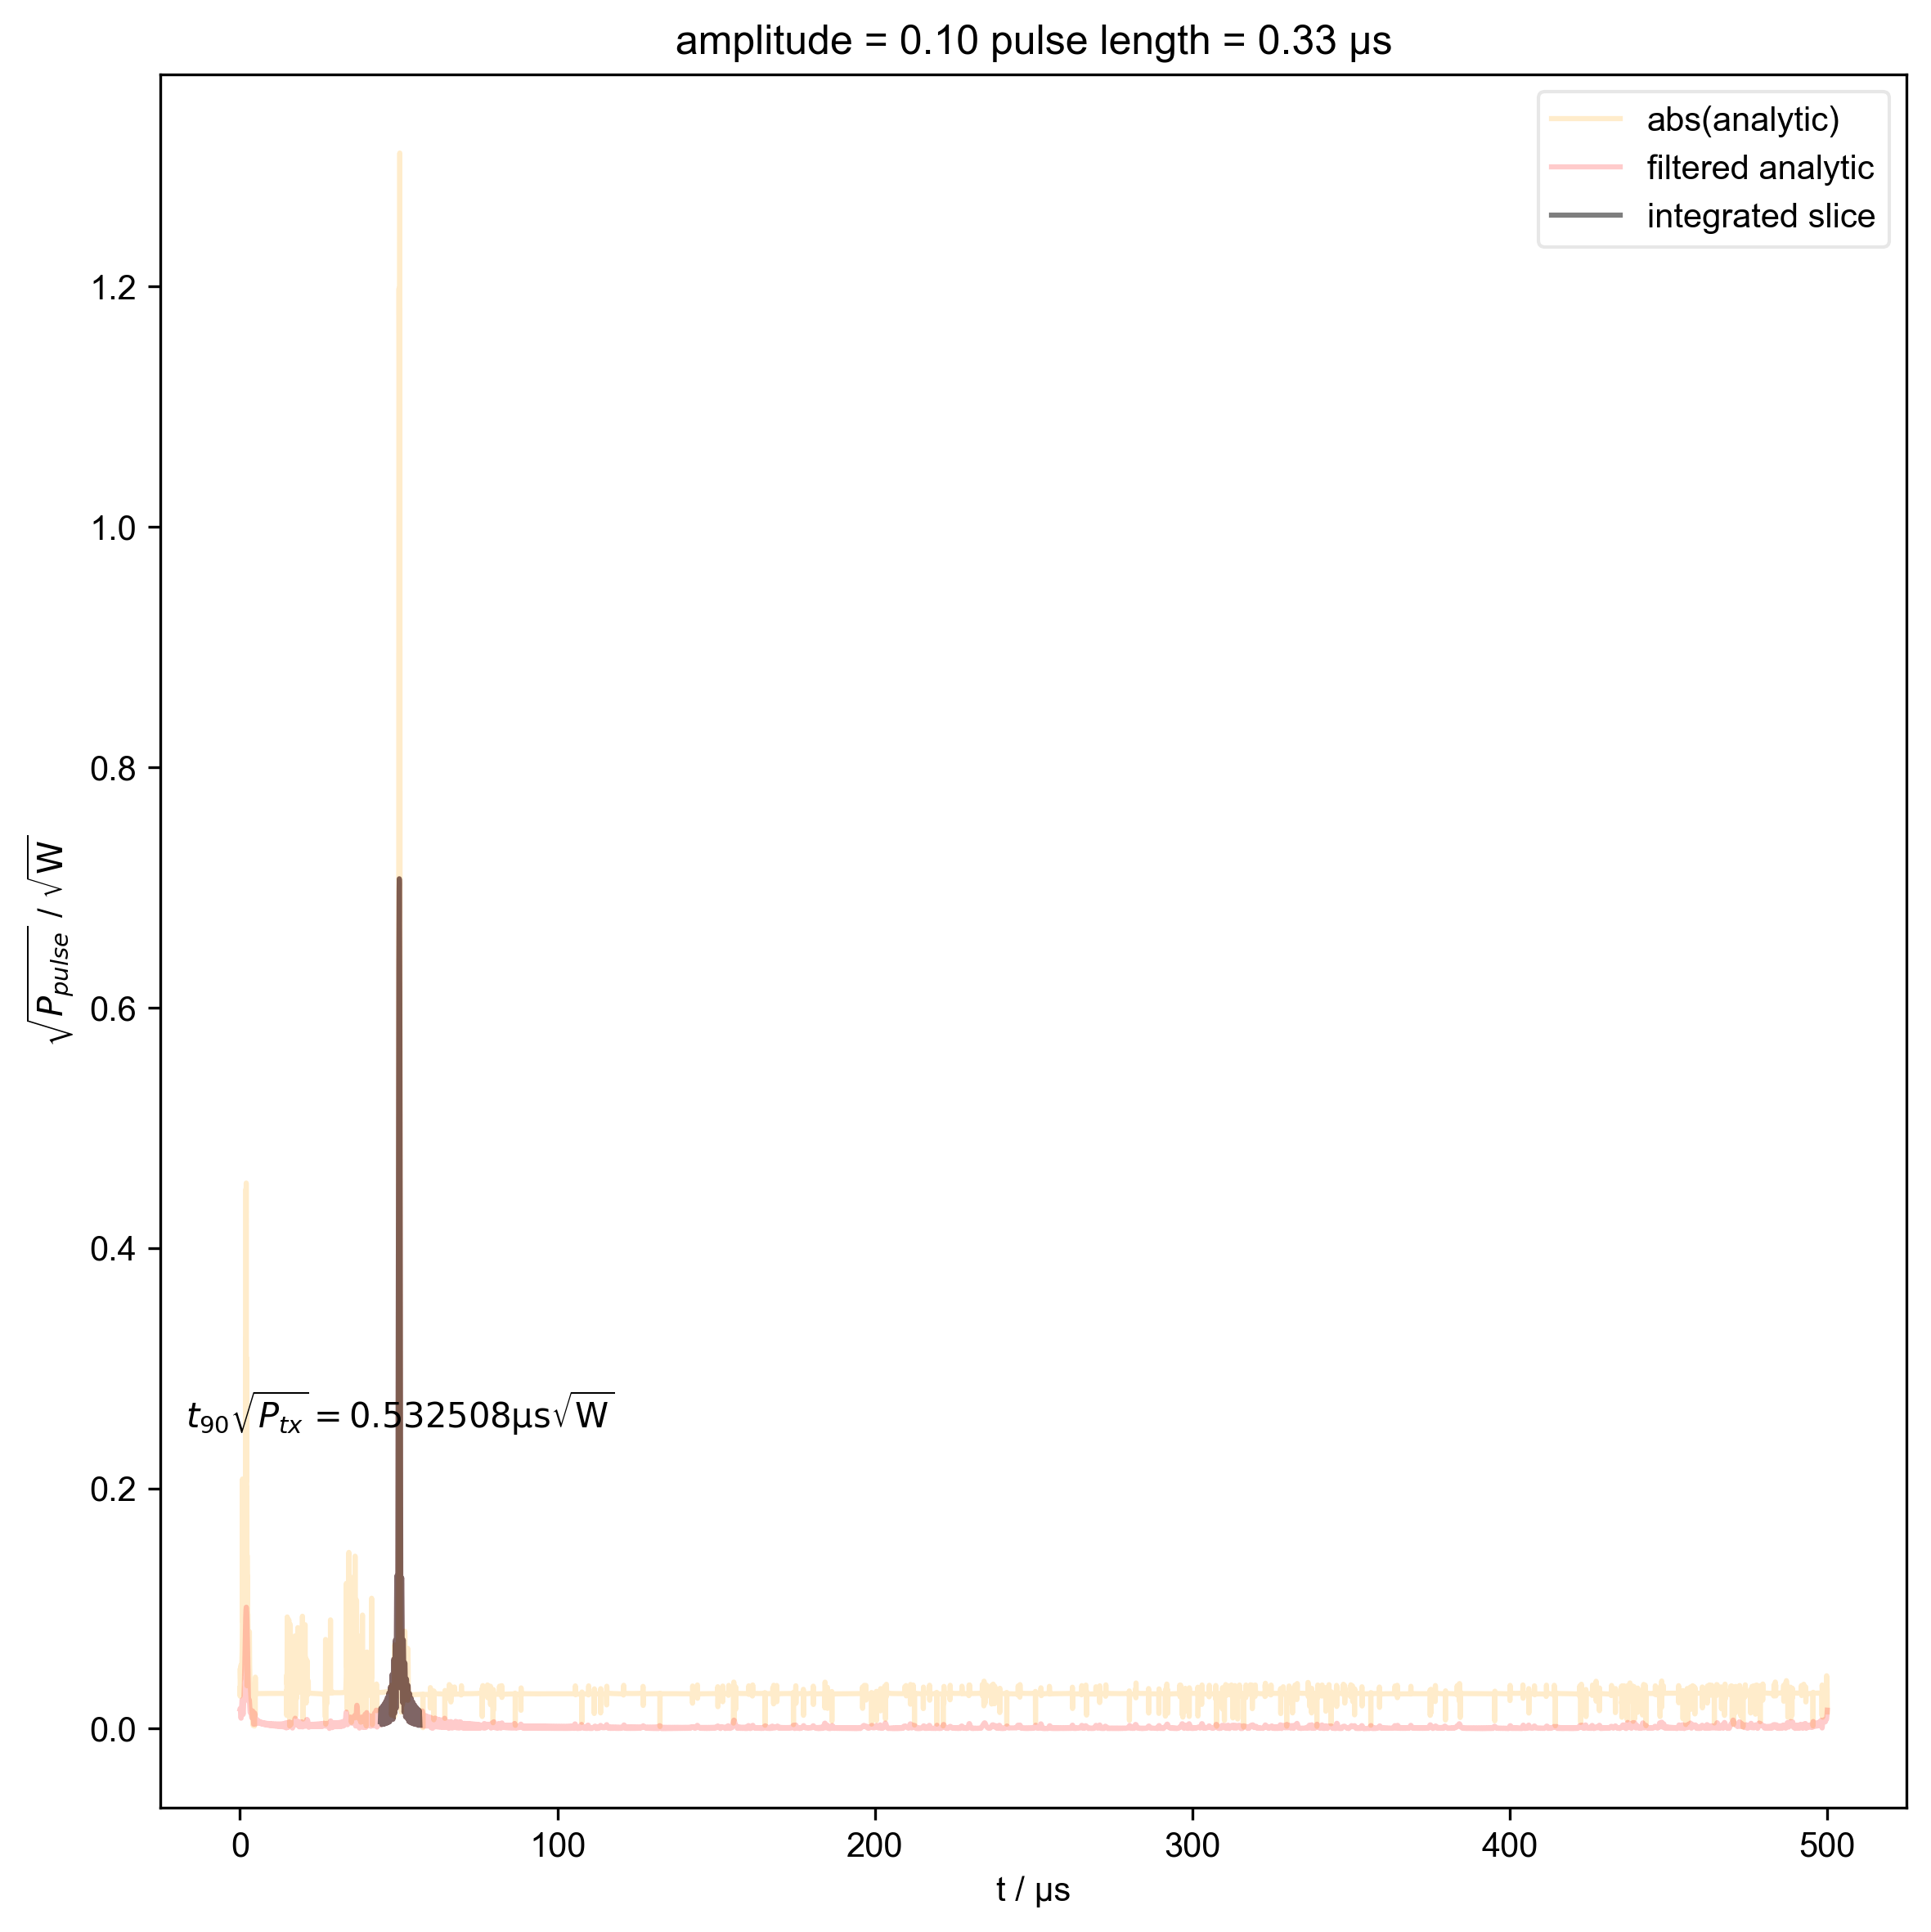 amplitude = 0.10 pulse length = 0.33 μs
abs(analytic)
filtered analytic
integrated slice
1.2
1.0
0.8
0.6
0.4
0.2
0.0
√P_pulse / √W
t₉₀√P_tx = 0.532508μs√W
0
100
200
300
400
500
t / μs